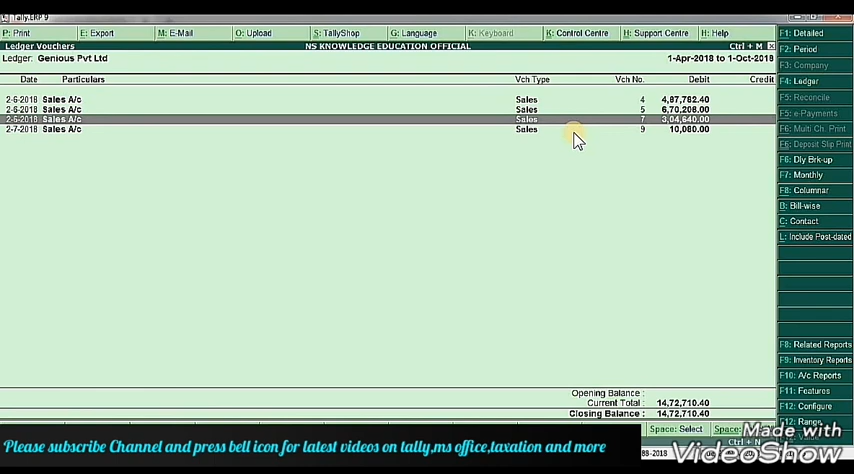 Tally.ERP 9
P: Print E: Export M: E-Mail O: Upload S: TallyShop G: Language K: Keyboard K: Control Centre H: Support Centre H: Help
Ledger Vouchers NS KNOWLEDGE EDUCATION OFFICIAL Ctrl + M
Ledger: Genious Pvt Ltd 1-Apr-2018 to 1-Oct-2018
Date Particulars Vch Type Vch No. Debit Credit
2-6-2018 Sales A/c Sales 4 4,87,782.40
2-6-2018 Sales A/c Sales 5 6,70,208.00
2-6-2018 Sales A/c Sales 7 3,04,640.00
2-7-2018 Sales A/c Sales 9 10,080.00
Opening Balance :
Current Total : 14,72,710.40
Closing Balance : 14,72,710.40
Space: Select Space:
Ctrl + N
F1: Detailed
F2: Period
F3: Company
F4: Ledger
F5: Reconcile
F5: e-Payments
F6: Multi Ch. Print
F6: Deposit Slip Print
F6: Dly Brk-up
F7: Monthly
F8: Columnar
B: Bill-wise
C: Contact
L: Include Post-dated
F8: Related Reports
F9: Inventory Reports
F10: A/c Reports
F11: Features
F12: Configure
F12: Range
Please subscribe Channel and press bell icon for latest videos on tally,ms office,taxation and more
Made with
VideoShow